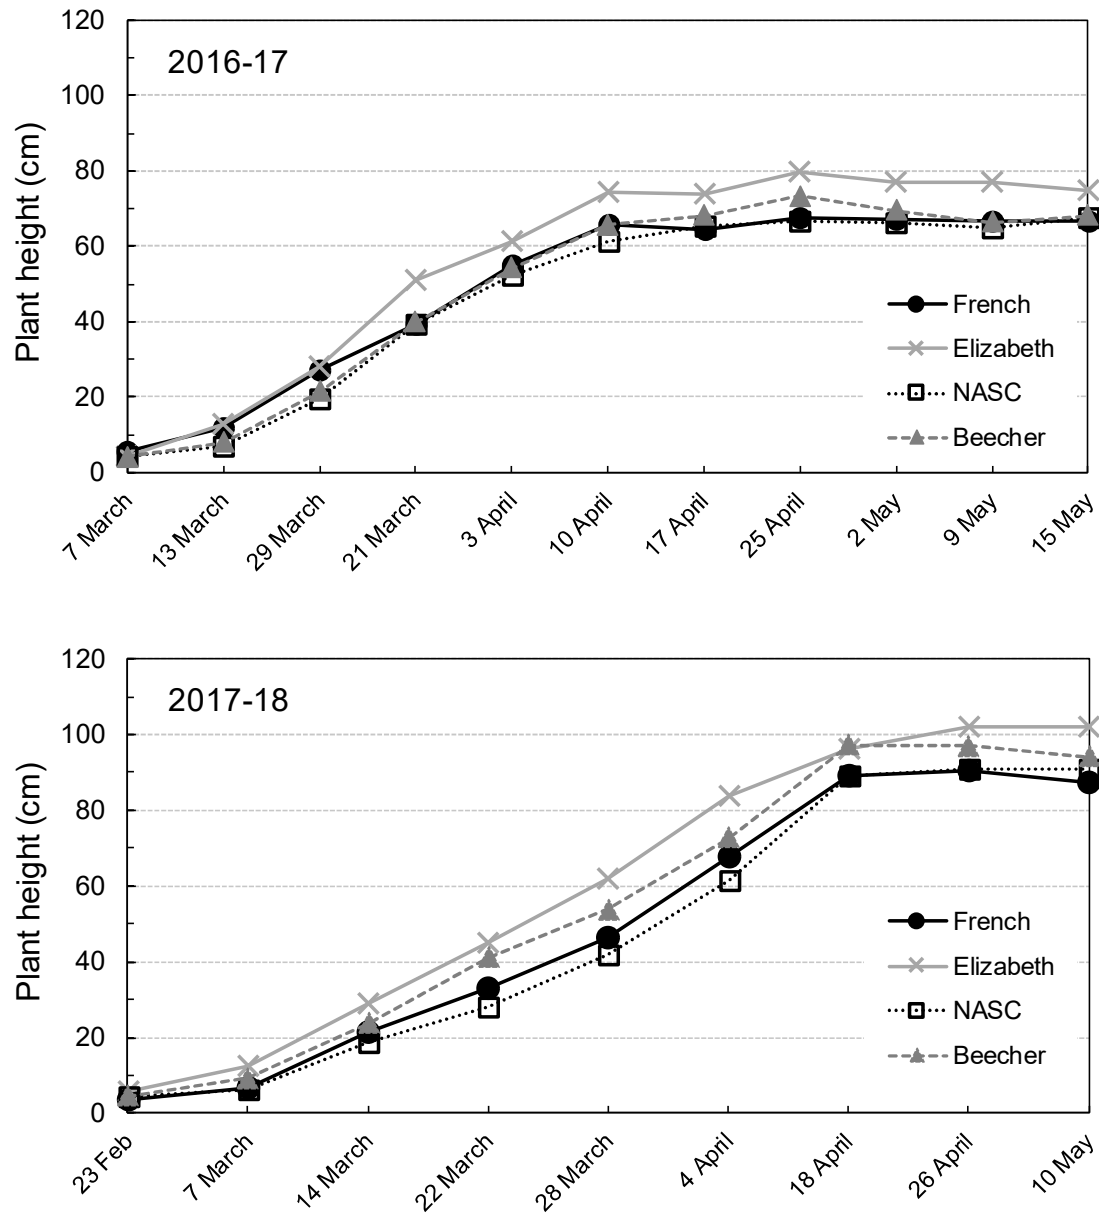 2016-17
Plant height (cm)
120
100
80
60
40
20
0
French
Elizabeth
NASC
Beecher
7 March
13 March
29 March
21 March
3 April
10 April
17 April
25 April
2 May
9 May
15 May
2017-18
Plant height (cm)
120
100
80
60
40
20
0
French
Elizabeth
NASC
Beecher
23 Feb
7 March
14 March
22 March
28 March
4 April
18 April
26 April
10 May